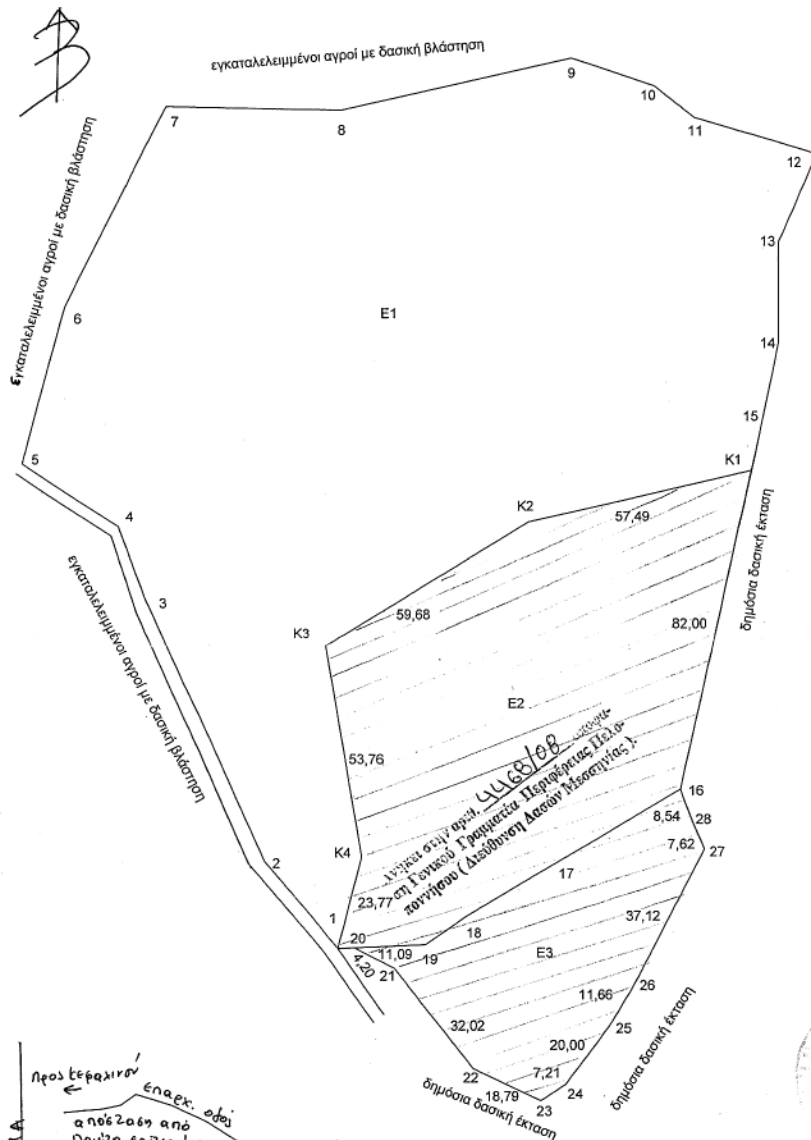 Β
εγκαταλελειμμένοι αγροί με δασική βλάστηση
9
10
7
8
11
12
εγκαταλελειμμένοι αγροί με δασική βλάστηση
13
6
E1
14
15
5
K1
K2
57,49
4
εγκαταλελειμμένοι αγροί με δασική βλάστηση
δημόσια δασική έκταση
3
59,68
82,00
K3
E2
53,76
Ανήκει στην αριθ. 4468/08 αποφα-
ση Γενικού Γραμματέα Περιφέρειας Πελο-
ποννήσου (Διεύθυνση Δασών Μεσσηνίας).
16
8,54
28
7,62
27
K4
2
17
23,77
1
37,12
20
18
11,09
19
E3
4,20
21
11,66
26
32,02
25
20,00
22
7,21
24
18,79
23
δημόσια δασική έκταση
δημόσια δασική έκταση
προς
επαρχ. οδός
απόσταση από